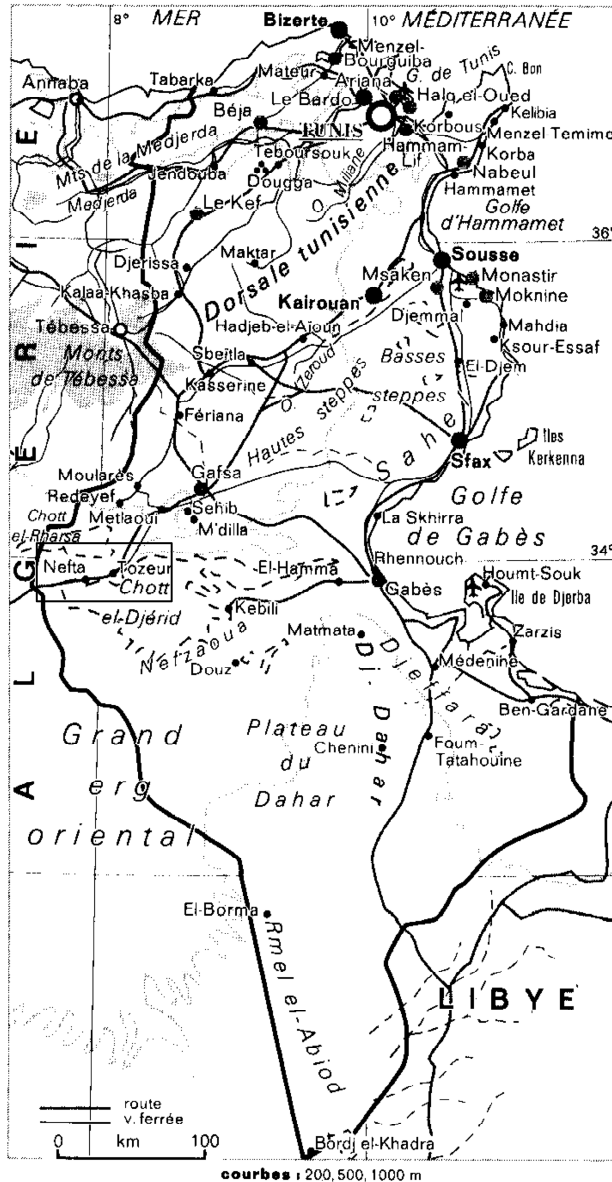 8°
MER
10°
MÉDITERRANÉE
Bizerte
Menzel-
Bourguiba
Mateur
Ariana
G. de Tunis
C. Bon
Annaba
Tabarka
Le Bardo
Halq-el-Oued
Kelibia
Béja
TUNIS
Korbous
Menzel Temime
Mts de la Medjerda
Teboursouk
Hammam-
Lif
Korba
Nabeul
Jendouba
Dougga
O. Miliane
Hammamet
Medjerda
Le Kef
Golfe
d'Hammamet
Dorsale tunisienne
36°
Djerissa
Maktar
Sousse
Kalaa-Khasba
Msaken
Monastir
Kairouan
Moknine
Djemmal
Tébessa
Hadjeb-el-Aïoun
Mahdia
Monts
de Tébessa
Sbeïtla
Basses
steppes
Ksour-Essaf
El-Djem
Kasserine
O. Zeroud
Fériana
Hautes steppes
Sahel
Iles
Kerkenna
Sfax
Moularès
Gafsa
Redeyef
Golfe
de Gabès
Metlaoui
Sehib
M'dilla
La Skhirra
Chott
el-Rharsa
34°
Rhennouch
Nefta
Tozeur
El-Hamma
Houmt-Souk
Chott
el-Djérid
Gabès
Ile de Djerba
Kebili
Nefzaoua
Matmata
Djeffara
Zarzis
Douz
Médenine
Dj. Dahar
Ben-Gardane
Grand
erg
oriental
Plateau
du
Dahar
Chenini
Foum-
Tatahouine
ALGÉRIE
El-Borma
Rmel el-Abiod
LIBYE
route
v. ferrée
0 km 100
Bordj el-Khadra
courbes : 200, 500, 1000 m